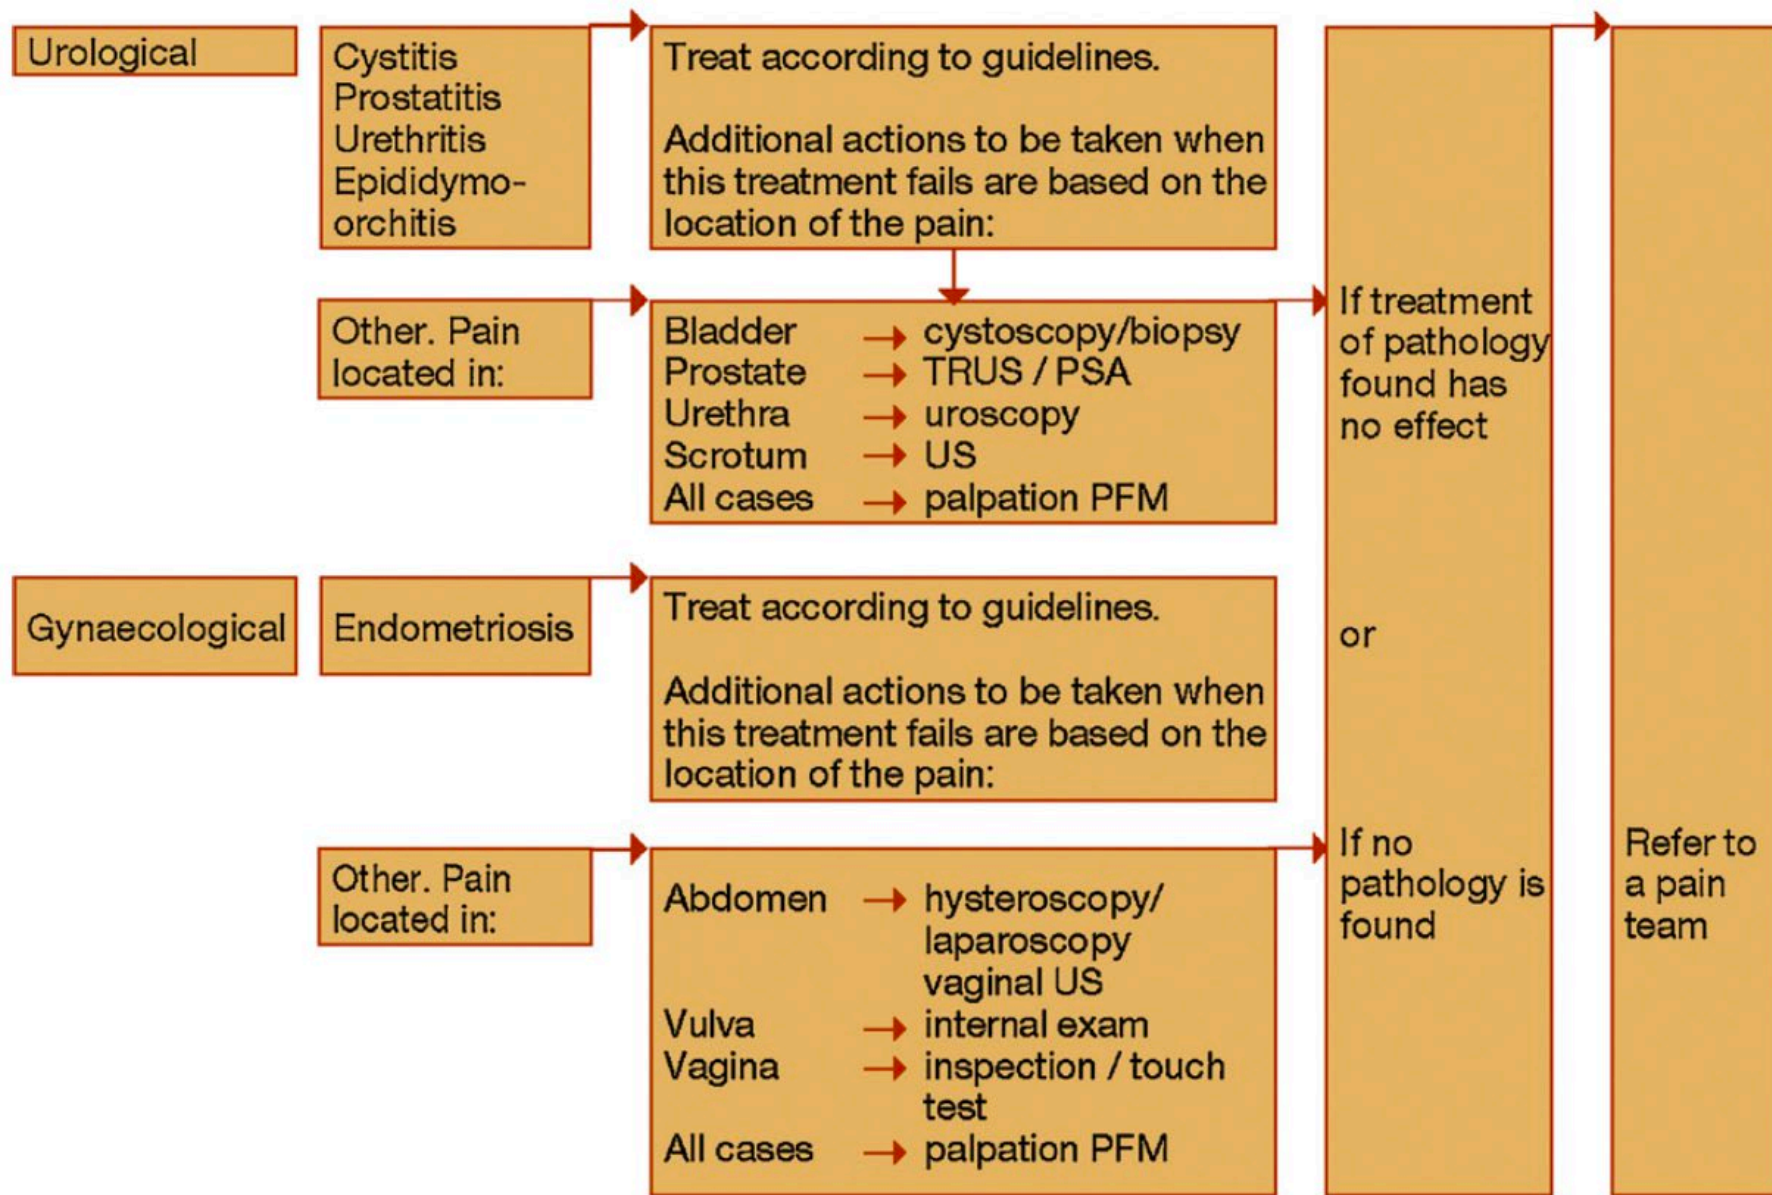 Urological
Cystitis
Prostatitis
Urethritis
Epididymo-
orchitis
Treat according to guidelines.
Additional actions to be taken when
this treatment fails are based on the
location of the pain:
Other. Pain
located in:
Bladder → cystoscopy/biopsy
Prostate → TRUS / PSA
Urethra → uroscopy
Scrotum → US
All cases → palpation PFM
Gynaecological
Endometriosis
Treat according to guidelines.
Additional actions to be taken when
this treatment fails are based on the
location of the pain:
Other. Pain
located in:
Abdomen → hysteroscopy/
laparoscopy
vaginal US
Vulva → internal exam
Vagina → inspection / touch
test
All cases → palpation PFM
If treatment
of pathology
found has
no effect
or
If no
pathology is
found
Refer to
a pain
team